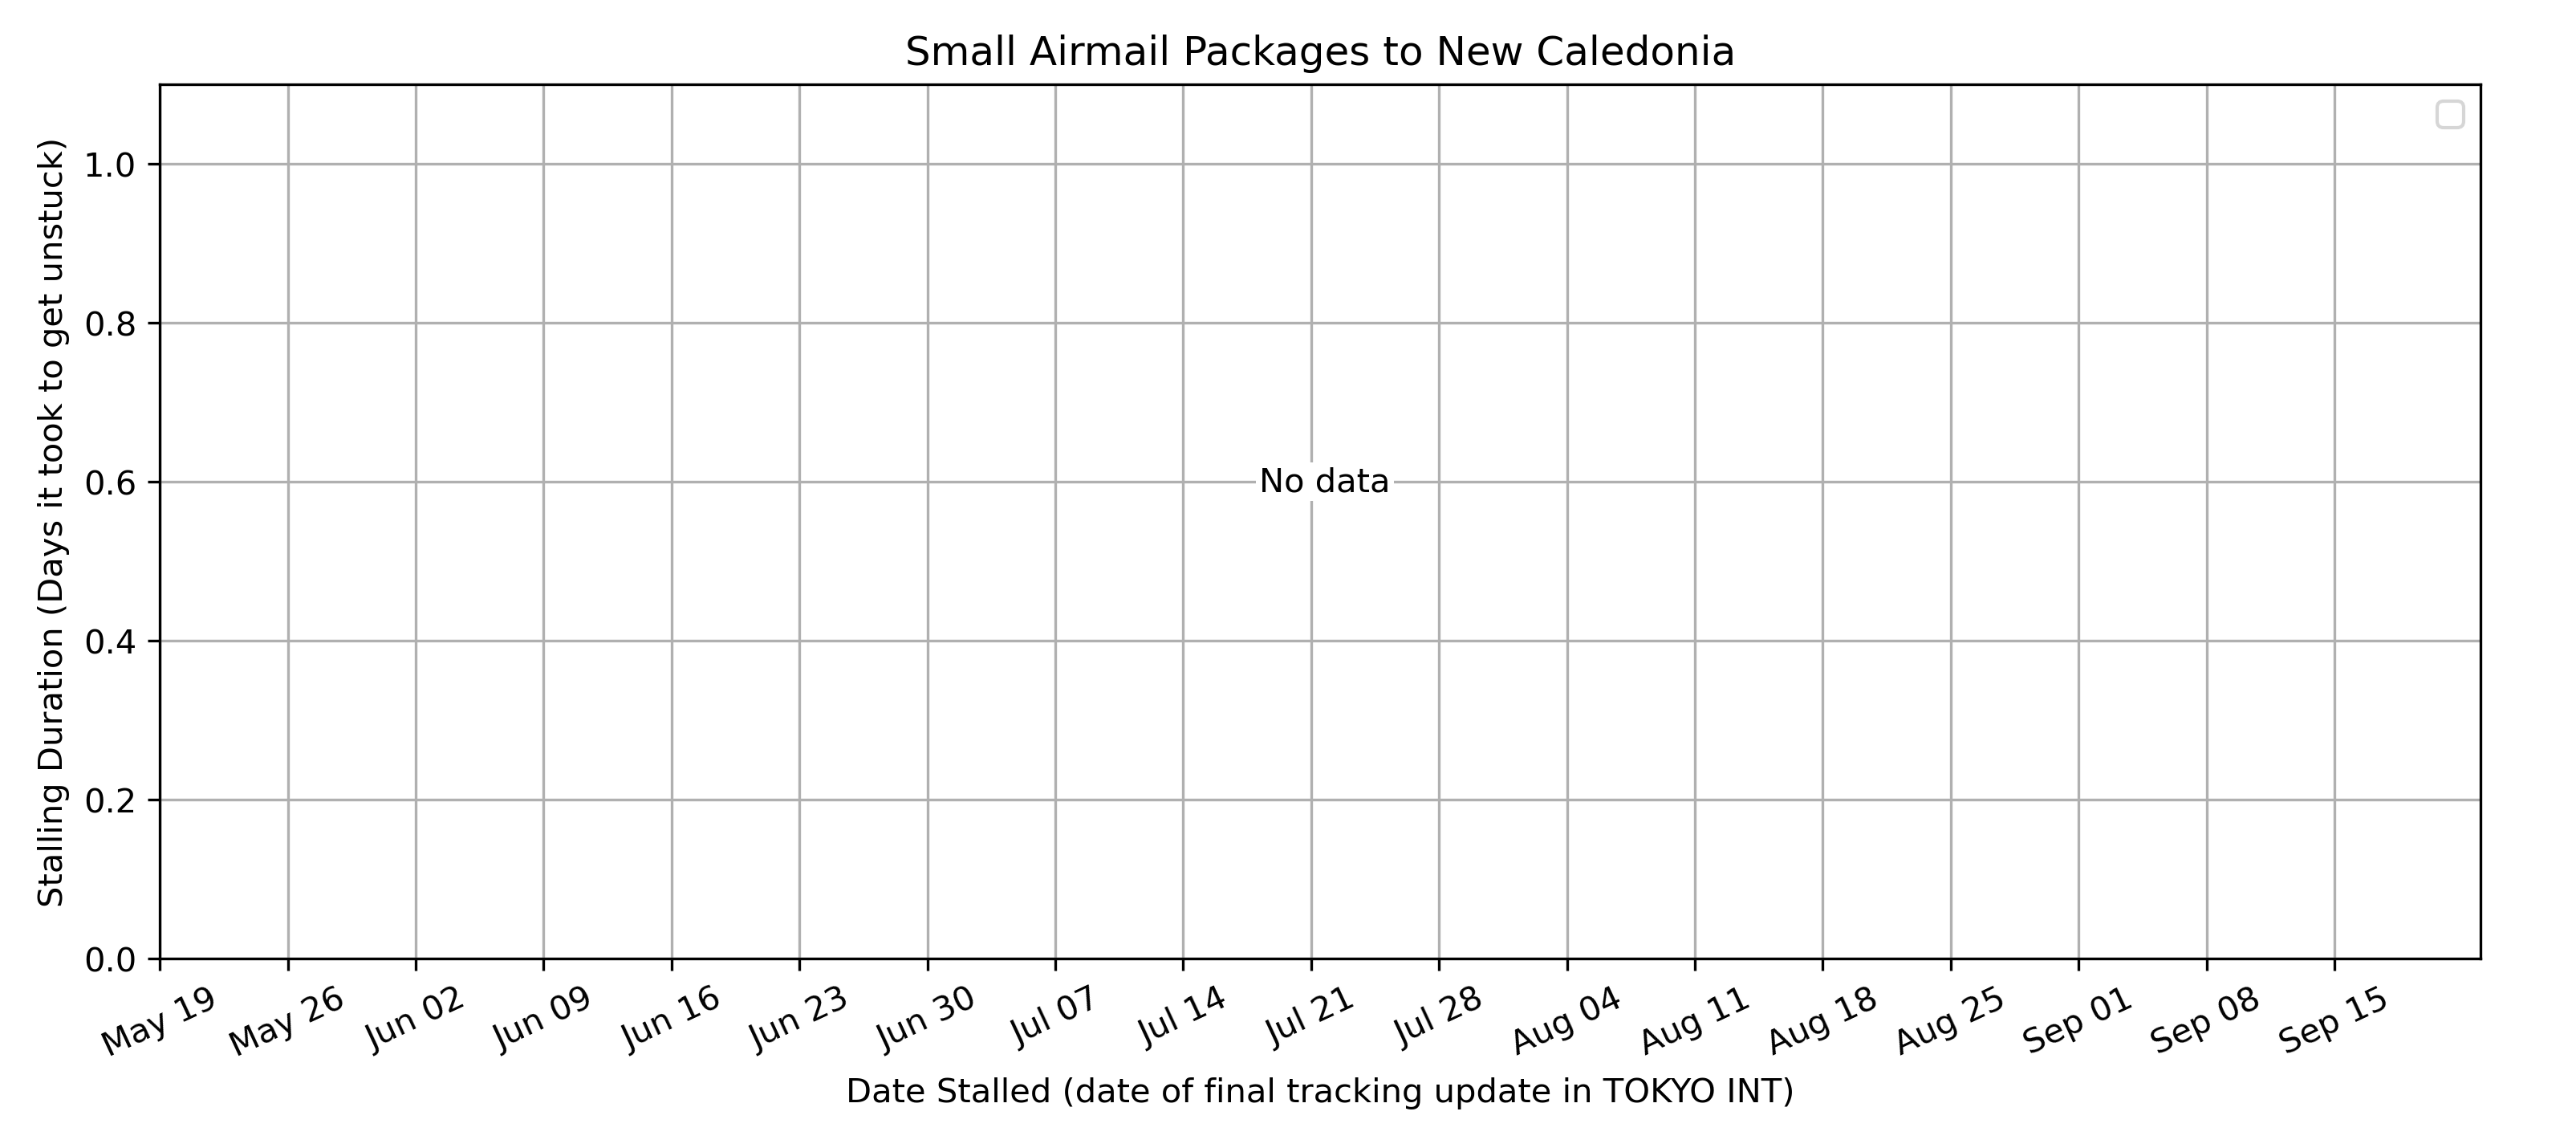 Small Airmail Packages to New Caledonia
Stalling Duration (Days it took to get unstuck)
1.0
0.8
0.6
0.4
0.2
0.0
No data
May 19
May 26
Jun 02
Jun 09
Jun 16
Jun 23
Jun 30
Jul 07
Jul 14
Jul 21
Jul 28
Aug 04
Aug 11
Aug 18
Aug 25
Sep 01
Sep 08
Sep 15
Date Stalled (date of final tracking update in TOKYO INT)